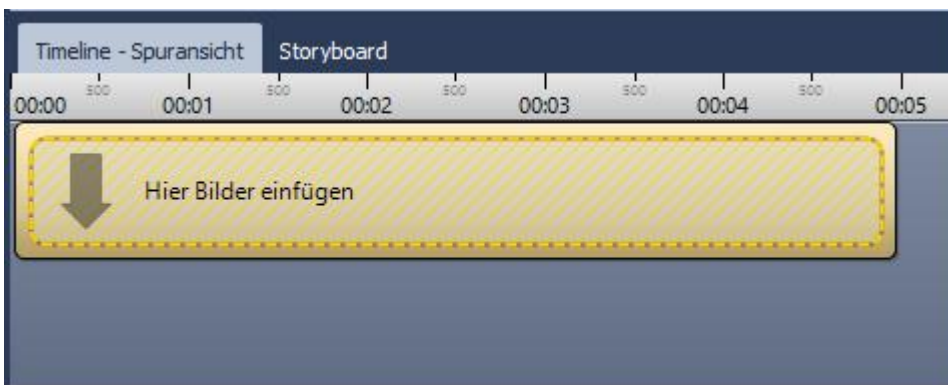 Timeline - Spuransicht Storyboard
500 500 500 500 500
00:00 00:01 00:02 00:03 00:04 00:05
Hier Bilder einfügen